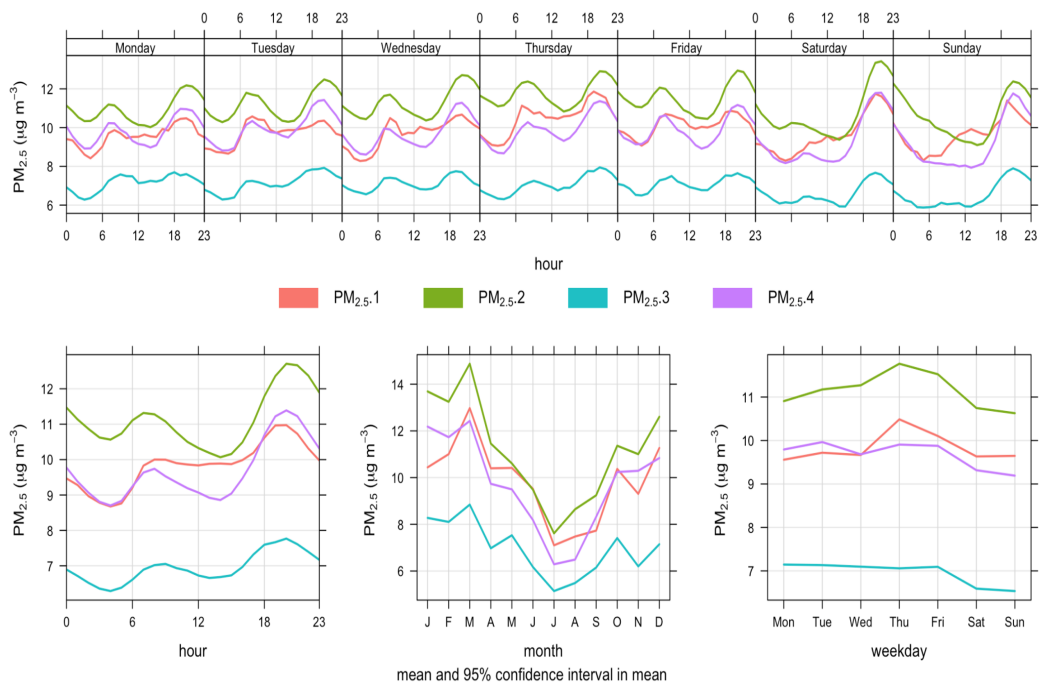 0 6 12 18 23 0 6 12 18 23 0 6 12 18 23
Monday Tuesday Wednesday Thursday Friday Saturday Sunday
PM2.5 (μg m−3)
12
10
8
6
0 6 12 18 23 0 6 12 18 23 0 6 12 18 23 0 6 12 18 23
hour
PM2.5.1 PM2.5.2 PM2.5.3 PM2.5.4
PM2.5 (μg m−3)
12
11
10
9
8
7
0 6 12 18 23
hour
PM2.5 (μg m−3)
14
12
10
8
6
J F M A M J J A S O N D
month
PM2.5 (μg m−3)
11
10
9
8
7
Mon Tue Wed Thu Fri Sat Sun
weekday
mean and 95% confidence interval in mean